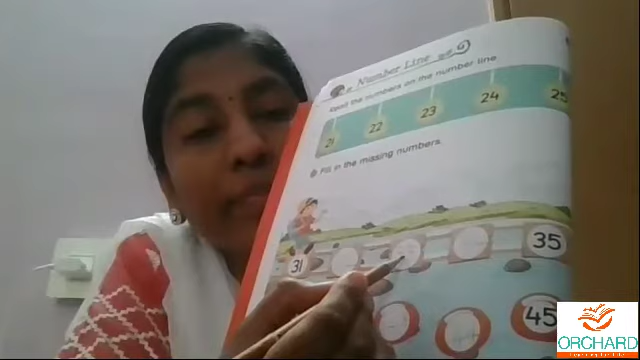 Number Line
Read the numbers on the number line
21 22 23 24 25
Fill in the missing numbers.
31 35
45
ORCHARD